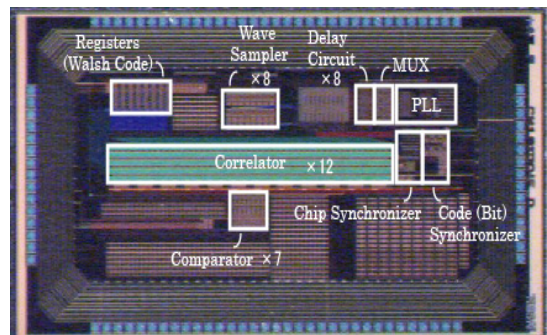 Registers
(Walsh Code)
Wave
Sampler
×8
Delay
Circuit
×8
MUX
PLL
Correlator ×12
Chip Synchronizer
Code (Bit)
Synchronizer
Comparator ×7